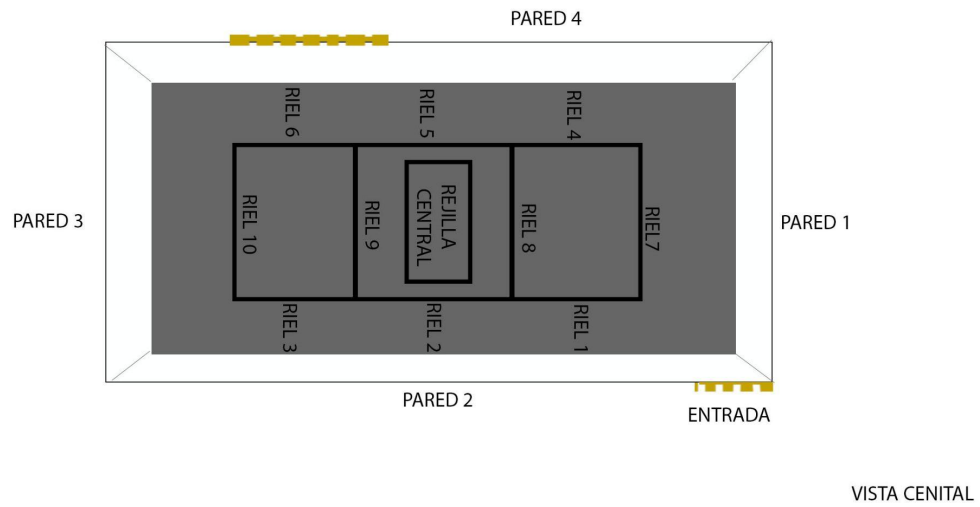 PARED 4
RIEL 6
RIEL 5
RIEL 4
PARED 3
RIEL 10
RIEL 9
REJILLA
CENTRAL
RIEL 8
RIEL7
PARED 1
RIEL 3
RIEL 2
RIEL 1
PARED 2
ENTRADA
VISTA CENITAL